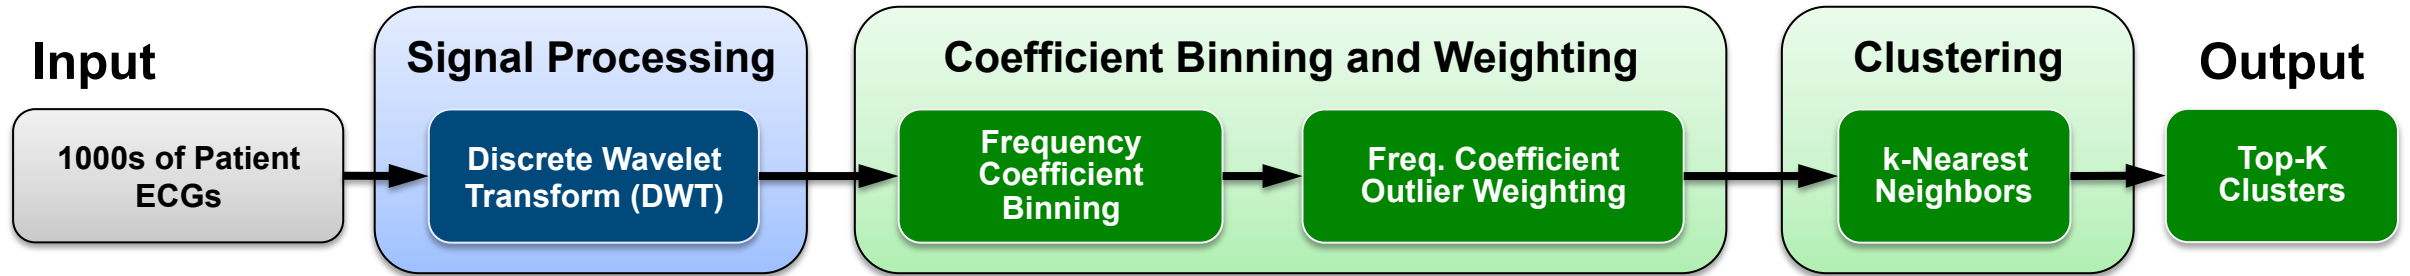 Input
1000s of Patient
ECGs
Signal Processing
Discrete Wavelet
Transform (DWT)
Coefficient Binning and Weighting
Frequency
Coefficient
Binning
Freq. Coefficient
Outlier Weighting
Clustering
k-Nearest
Neighbors
Output
Top-K
Clusters